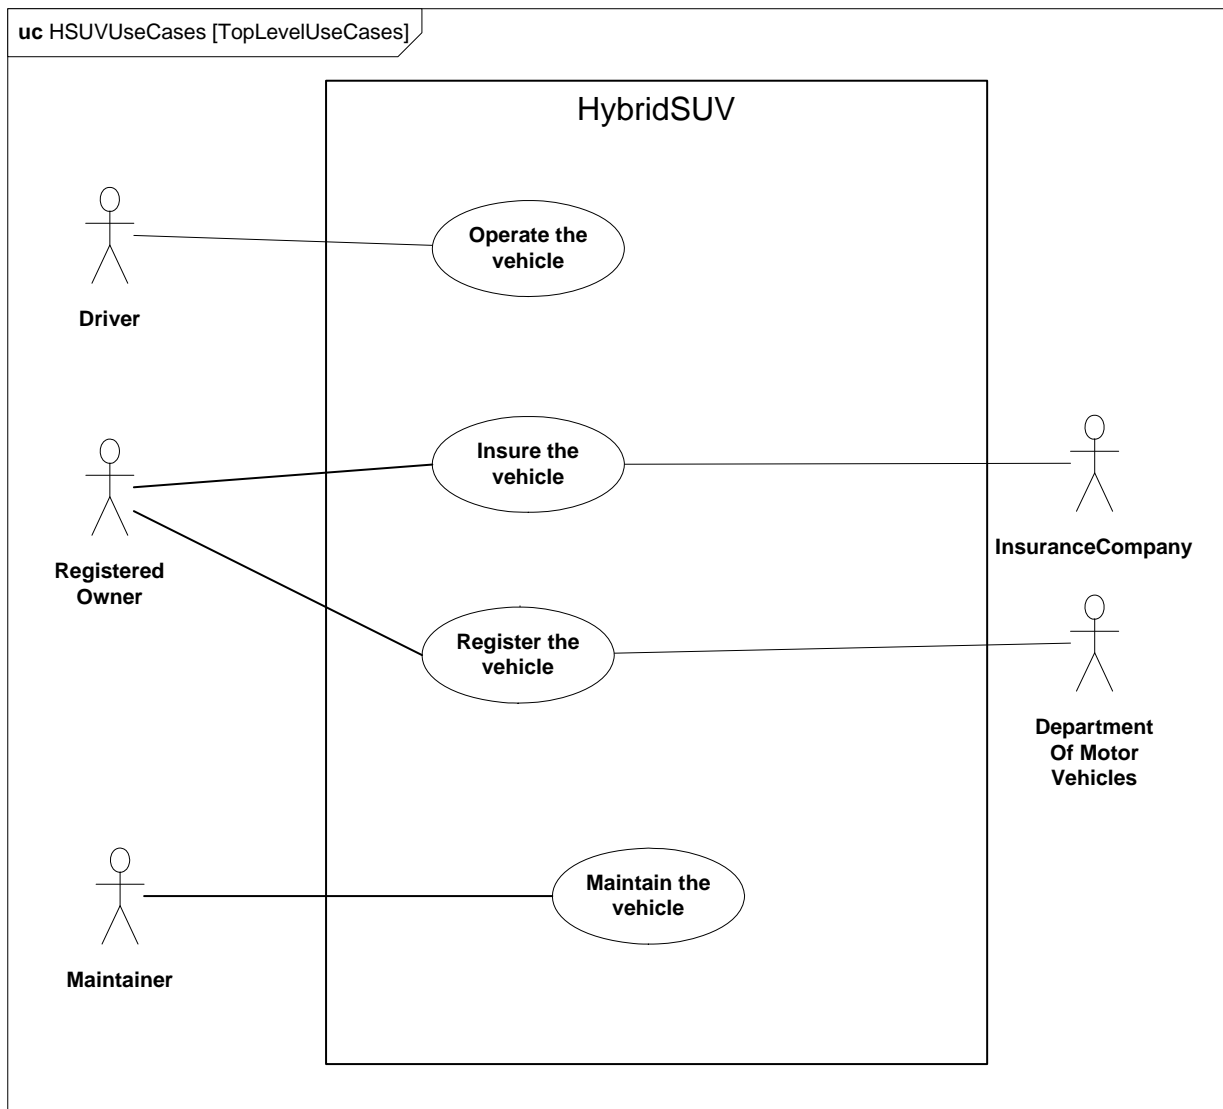 uc HSUVUseCases [TopLevelUseCases]
HybridSUV
Operate the
vehicle
Driver
Insure the
vehicle
InsuranceCompany
Registered
Owner
Register the
vehicle
Department
Of Motor
Vehicles
Maintain the
vehicle
Maintainer